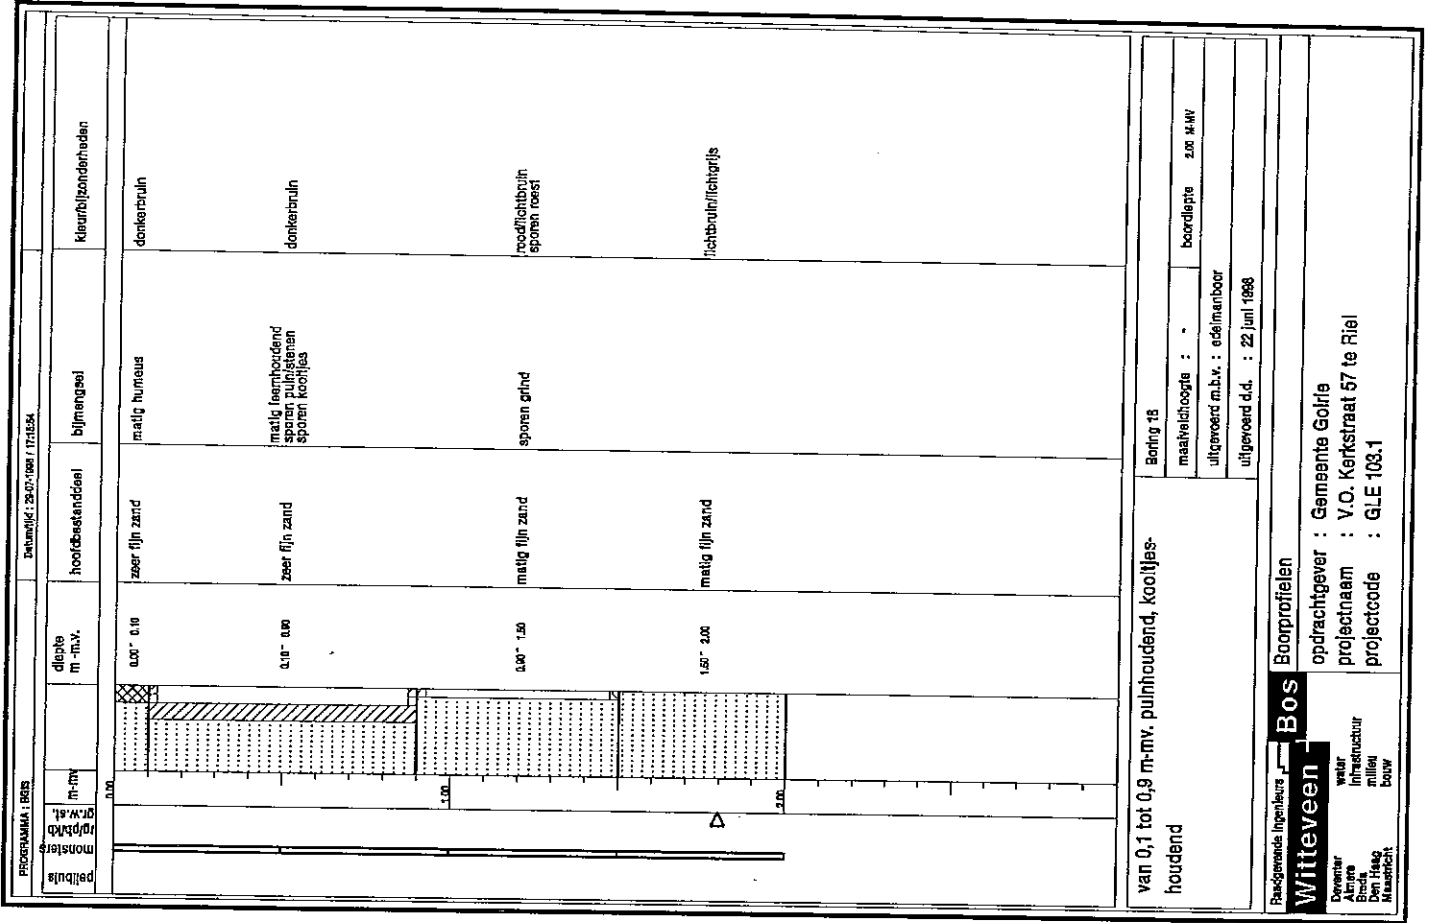 PROGRAMMA : BGIS
Datum/tijd : 29-07-1998 / 17:18:54
peilbuis
monsters
rg/pb/kd
gr.w.st.
m-mv
diepte
m -m.v.
hoofdbestanddeel
bijmengsel
kleur/bijzonderheden
0.00
0.00 - 0.10
zeer fijn zand
matig humeus
donkerbruin
0.10 - 0.90
zeer fijn zand
matig leemhoudend
sporen puin/stenen
sporen kooltjes
donkerbruin
1.00
0.90 - 1.50
matig fijn zand
sporen grind
rood/lichtbruin
sporen roest
1.50 - 2.00
matig fijn zand
lichtbruin/lichtgrijs
2.00
van 0,1 tot 0,9 m-mv. puinhoudend, kooltjes-
houdend
Boring 18
maaiveldhoogte : -
boordiepte 2.00 M-MV
uitgevoerd m.b.v. : edelmanboor
uitgevoerd d.d. : 22 juni 1998
Raadgevende ingenieurs
Witteveen
Bos
Deventer
Almere
Breda
Den Haag
Maastricht
water
infrastructuur
milieu
bouw
Boorprofielen
opdrachtgever : Gemeente Goirle
projectnaam : V.O. Kerkstraat 57 te Riel
projectcode : GLE 103.1